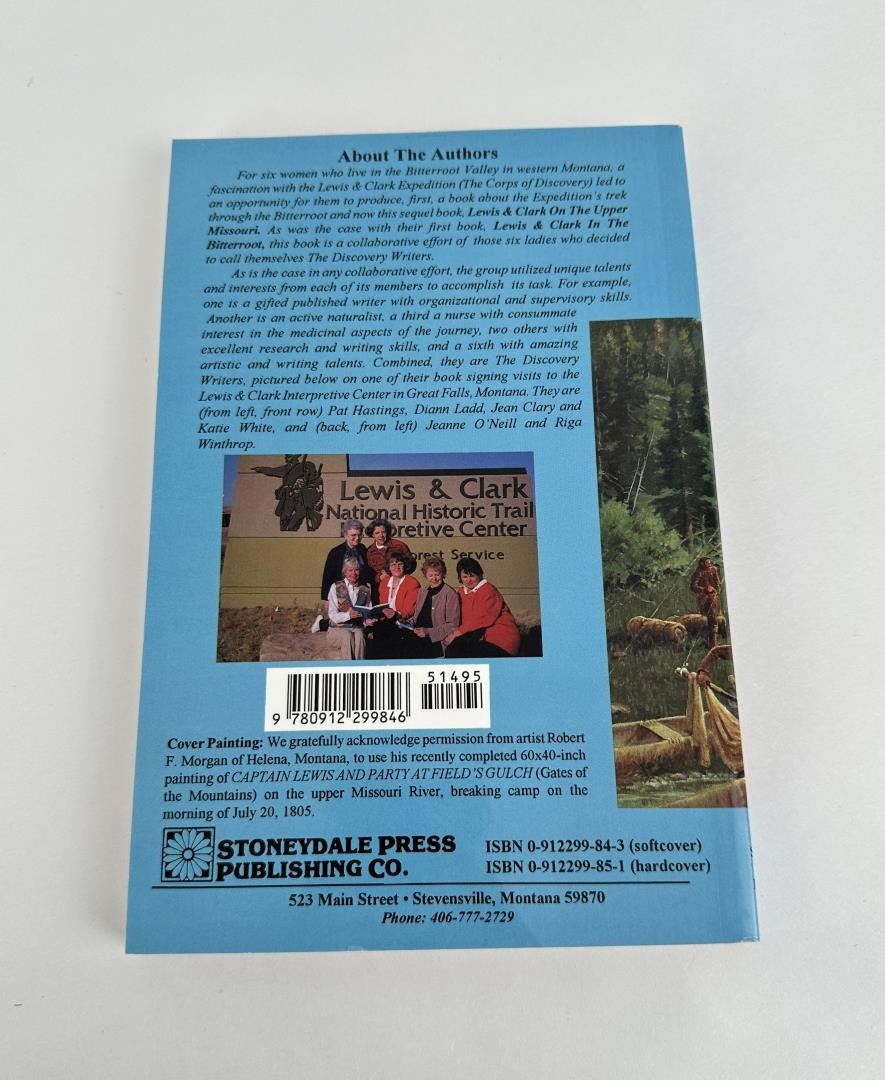 About The Authors
For six women who live in the Bitterroot Valley in western Montana, a
fascination with the Lewis & Clark Expedition (The Corps of Discovery) led to
an opportunity for them to produce, first, a book about the Expedition's trek
through the Bitterroot and now this sequel book, Lewis & Clark On The Upper
Missouri. As was the case with their first book, Lewis & Clark In The
Bitterroot, this book is a collaborative effort of those six ladies who decided
to call themselves The Discovery Writers.
As is the case in any collaborative effort, the group utilized unique talents
and interests from each of its members to accomplish its task. For example,
one is a gifted published writer with organizational and supervisory skills.
Another is an active naturalist, a third a nurse with consummate
interest in the medicinal aspects of the journey, two others with
excellent research and writing skills, and a sixth with amazing
artistic and writing talents. Combined, they are The Discovery
Writers, pictured below on one of their book signing visits to the
Lewis & Clark Interpretive Center in Great Falls, Montana. They are
(from left, front row) Pat Hastings, Diann Ladd, Jean Clary and
Katie White, and (back, from left) Jeanne O'Neill and Riga
Winthrop.
Lewis & Clark
National Historic Trail
pretive Center
orest Service
51495
9 780912 299846
Cover Painting: We gratefully acknowledge permission from artist Robert
F. Morgan of Helena, Montana, to use his recently completed 60x40-inch
painting of CAPTAIN LEWIS AND PARTY AT FIELD'S GULCH (Gates of
the Mountains) on the upper Missouri River, breaking camp on the
morning of July 20, 1805.
STONEYDALE PRESS
PUBLISHING CO.
ISBN 0-912299-84-3 (softcover)
ISBN 0-912299-85-1 (hardcover)
523 Main Street • Stevensville, Montana 59870
Phone: 406-777-2729